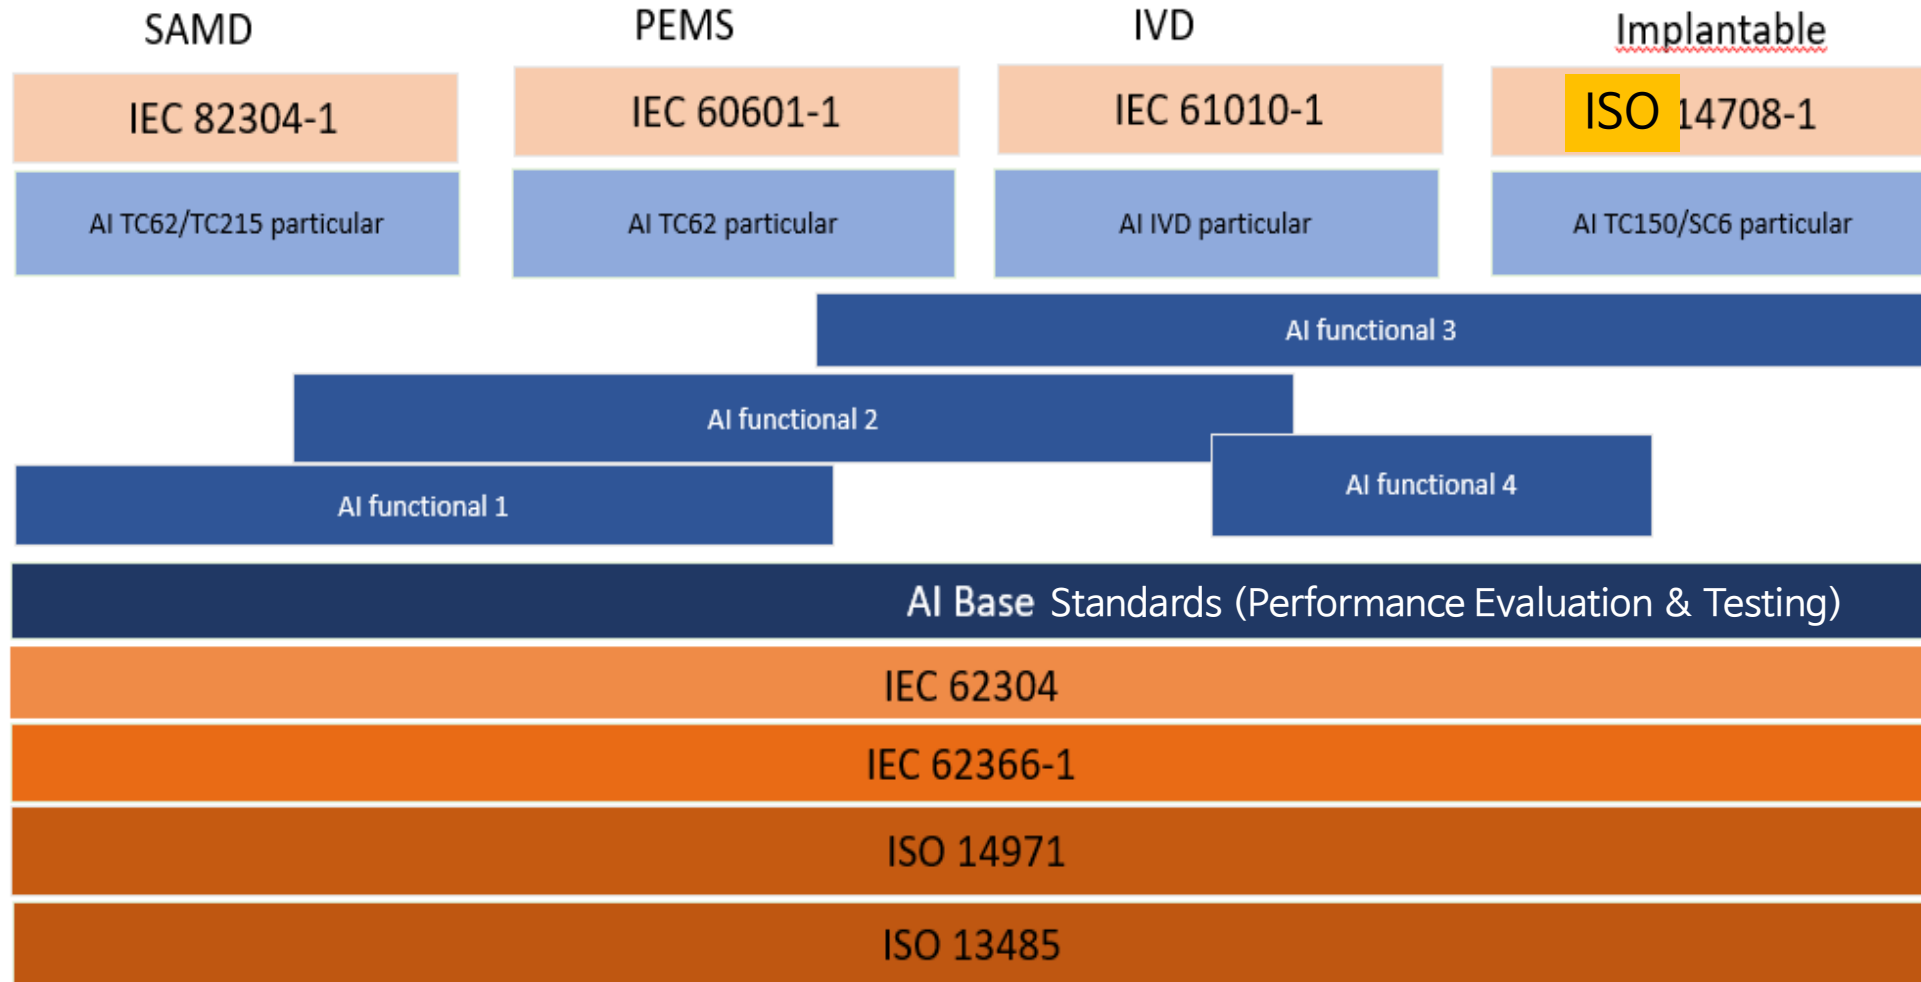 SAMD
PEMS
IVD
Implantable
IEC 82304-1
IEC 60601-1
IEC 61010-1
ISO 14708-1
AI TC62/TC215 particular
AI TC62 particular
AI IVD particular
AI TC150/SC6 particular
AI functional 3
AI functional 2
AI functional 4
AI functional 1
AI Base Standards (Performance Evaluation & Testing)
IEC 62304
IEC 62366-1
ISO 14971
ISO 13485